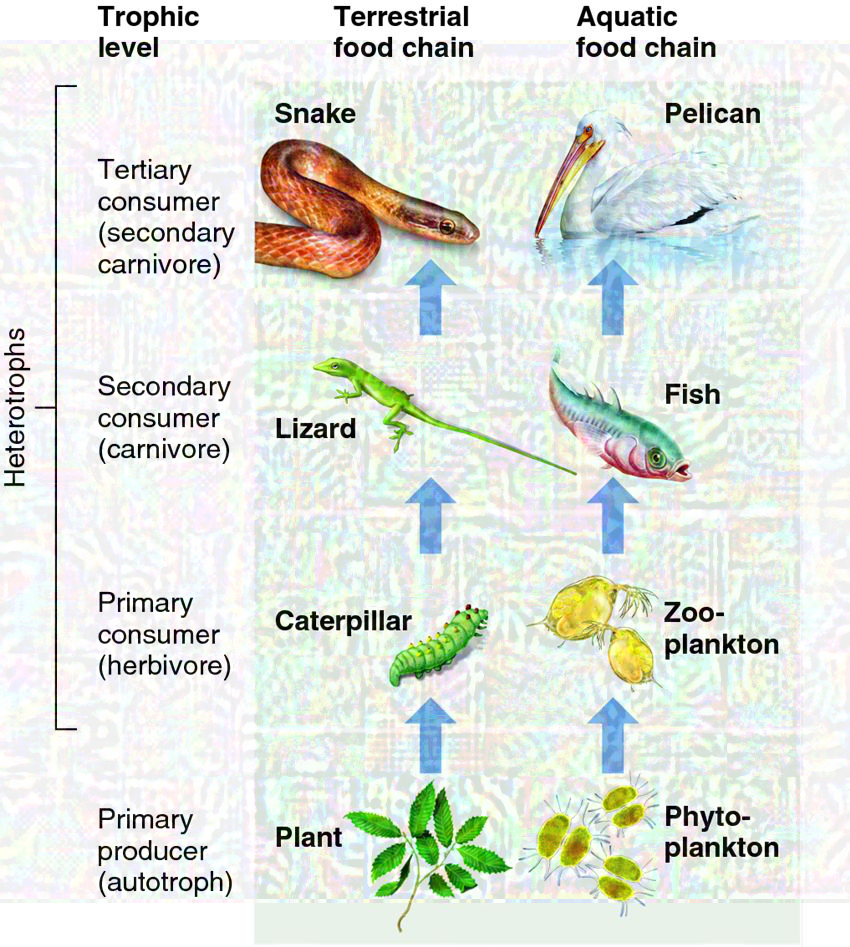 Trophic
level
Terrestrial
food chain
Aquatic
food chain
Heterotrophs
Tertiary
consumer
(secondary
carnivore)
Snake
Pelican
Secondary
consumer
(carnivore)
Lizard
Fish
Primary
consumer
(herbivore)
Caterpillar
Zoo-
plankton
Primary
producer
(autotroph)
Plant
Phyto-
plankton